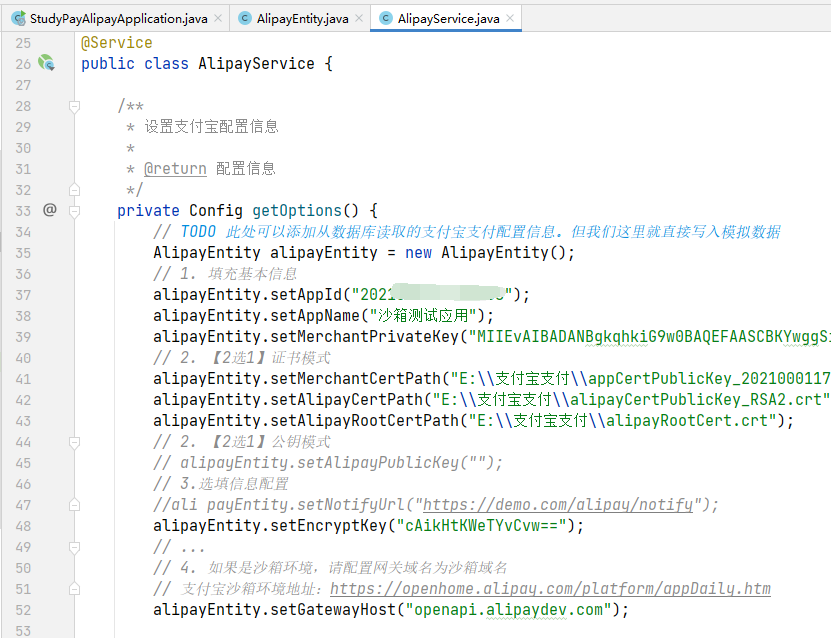 StudyPayAlipayApplication.java × AlipayEntity.java × AlipayService.java ×
25 @Service
26 public class AlipayService {
27
28 /**
29 * 设置支付宝配置信息
30 *
31 * @return 配置信息
32 */
33 @ private Config getOptions() {
34 // TODO 此处可以添加从数据库读取的支付宝支付配置信息。但我们这里就直接写入模拟数据
35 AlipayEntity alipayEntity = new AlipayEntity();
36 // 1. 填充基本信息
37 alipayEntity.setAppId("2021");
38 alipayEntity.setAppName("沙箱测试应用");
39 alipayEntity.setMerchantPrivateKey("MIIEvAIBADANBgkqhkiG9w0BAQEFAASCBKYwggSi
40 // 2. 【2选1】证书模式
41 alipayEntity.setMerchantCertPath("E:\\支付宝支付\\appCertPublicKey_2021000117
42 alipayEntity.setAlipayCertPath("E:\\支付宝支付\\alipayCertPublicKey_RSA2.crt"
43 alipayEntity.setAlipayRootCertPath("E:\\支付宝支付\\alipayRootCert.crt");
44 // 2. 【2选1】公钥模式
45 // alipayEntity.setAlipayPublicKey("");
46 // 3.选填信息配置
47 //ali payEntity.setNotifyUrl("https://demo.com/alipay/notify");
48 alipayEntity.setEncryptKey("cAikHtKWeTYvCvw==");
49 // ...
50 // 4. 如果是沙箱环境，请配置网关域名为沙箱域名
51 // 支付宝沙箱环境地址：https://openhome.alipay.com/platform/appDaily.htm
52 alipayEntity.setGatewayHost("openapi.alipaydev.com");
53